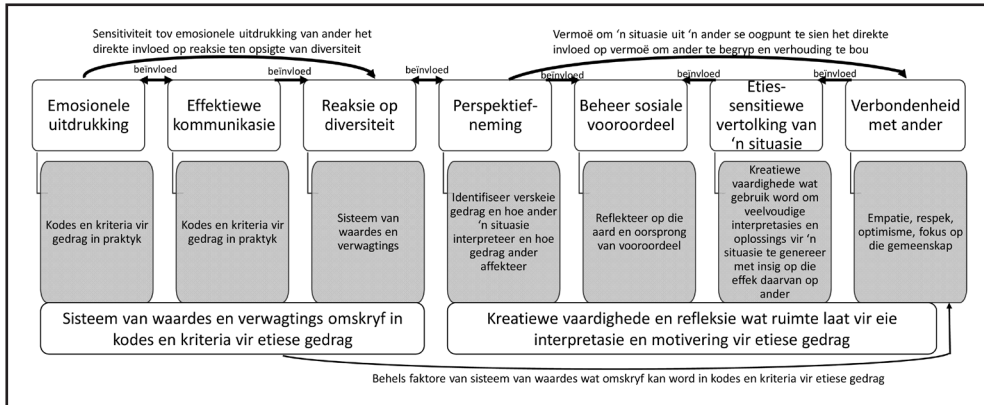 Sensitiviteit tov emosionele uitdrukking van ander het
direkte invloed op reaksie ten opsigte van diversiteit
Vermoë om 'n situasie uit 'n ander se oogpunt te sien het direkte
invloed op vermoë om ander te begryp en verhouding te bou
beïnvloed
beïnvloed
beïnvloed
beïnvloed
beïnvloed
beïnvloed
Emosionele
uitdrukking
Effektiewe
kommunikasie
Reaksie op
diversiteit
Perspektief-
neming
Beheer sosiale
vooroordeel
Eties-
sensitiewe
vertolking van
'n situasie
Verbondenheid
met ander
Kodes en kriteria vir
gedrag in praktyk
Kodes en kriteria vir
gedrag in praktyk
Sisteem van
waardes en
verwagtings
Identifiseer verskeie
gedrag en hoe ander
'n situasie
interpreteer en hoe
gedrag ander
affekteer
Reflekteer op die
aard en oorsprong
van vooroordeel
Kreatiewe
vaardighede wat
gebruik word om
veelvoudige
interpretasies en
oplossings vir 'n
situasie te genereer
met insig op die
effek daarvan op
ander
Empatie, respek,
optimisme, fokus op
die gemeenskap
Sisteem van waardes en verwagtings omskryf in
kodes en kriteria vir etiese gedrag
Kreatiewe vaardighede en refleksie wat ruimte laat vir eie
interpretasie en motivering vir etiese gedrag
Behels faktore van sisteem van waardes wat omskryf kan word in kodes en kriteria vir etiese gedrag